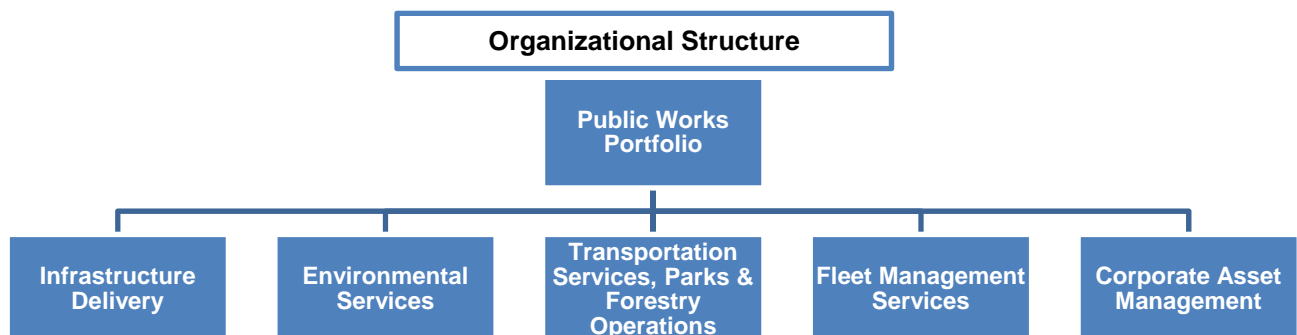 Organizational Structure
Public Works
Portfolio
Infrastructure
Delivery
Environmental
Services
Transportation
Services, Parks &
Forestry
Operations
Fleet Management
Services
Corporate Asset
Management